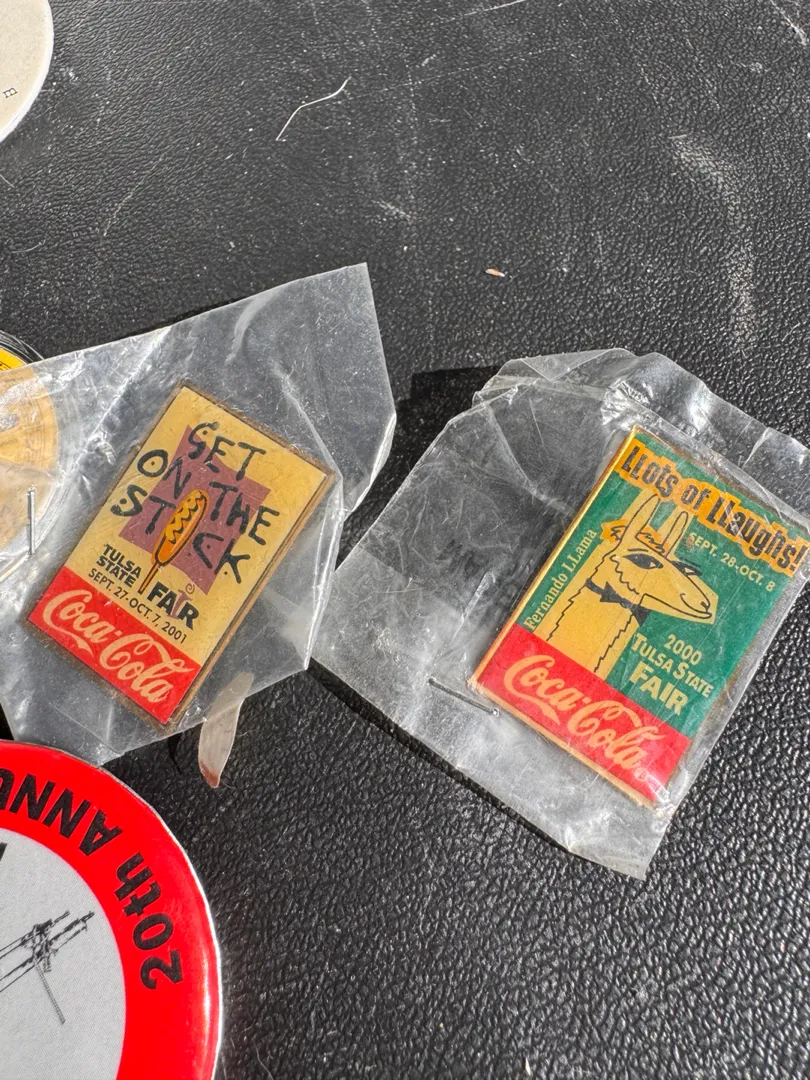 GET
ON THE
STICK
TULSA
STATE FAIR
SEPT. 27-OCT. 7, 2001
Coca-Cola
LLots of LLaughs!
SEPT. 28-OCT. 8
Fernando LLama
2000
TULSA STATE
FAIR
Coca-Cola
20th ANNU